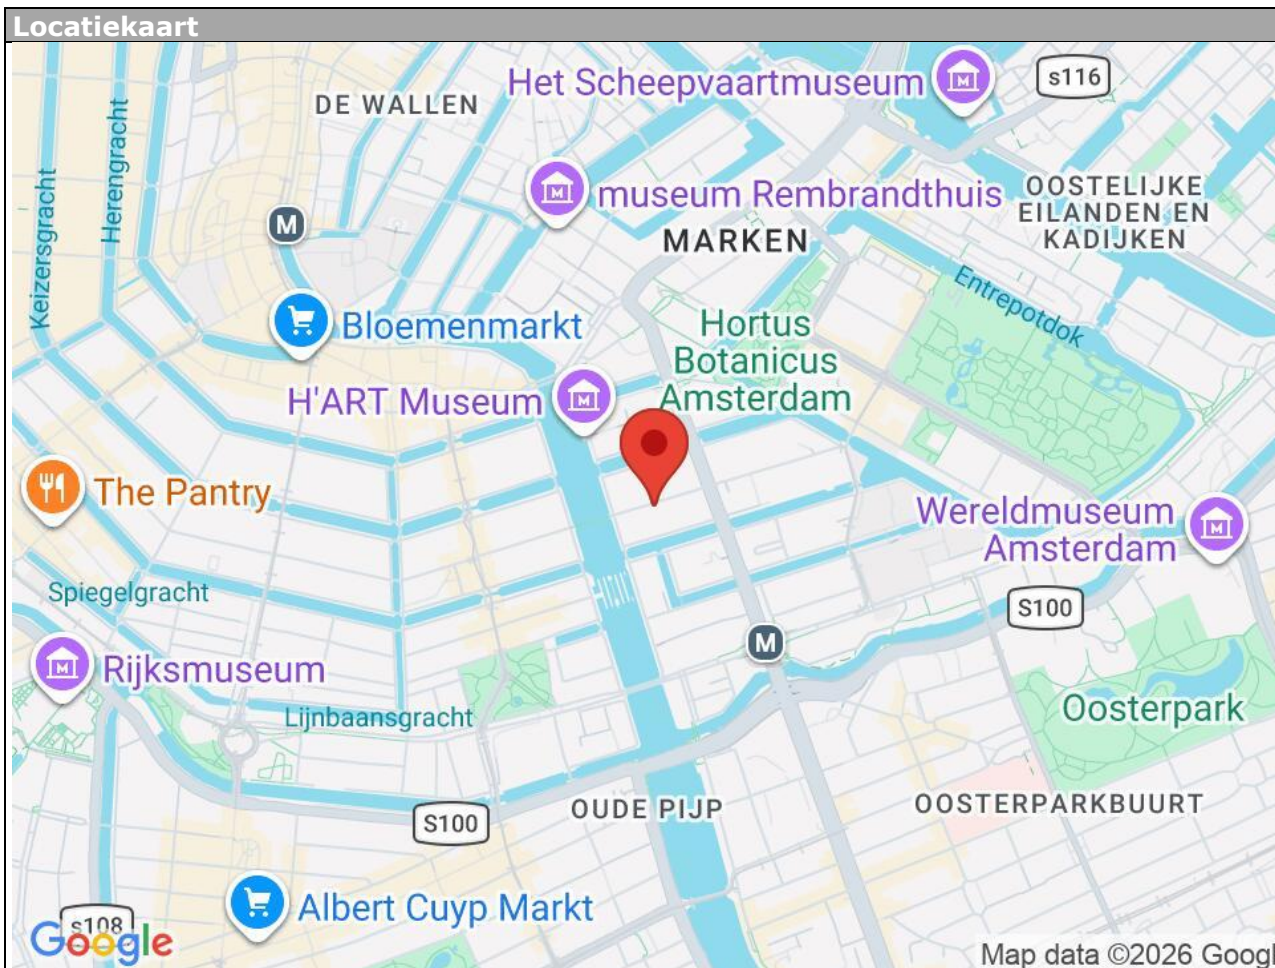 Locatiekaart
Het Scheepvaartmuseum
s116
DE WALLEN
Herengracht
Keizersgracht
museum Rembrandthuis
OOSTELIJKE
EILANDEN EN
KADIJKEN
M
MARKEN
Entrepotdok
Bloemenmarkt
Hortus
Botanicus
Amsterdam
H'ART Museum
The Pantry
Wereldmuseum
Amsterdam
Spiegelgracht
S100
M
Rijksmuseum
Lijnbaansgracht
Oosterpark
OUDE PIJP
OOSTERPARKBUURT
S100
Albert Cuyp Markt
s108
Google
Map data ©2026 Googl